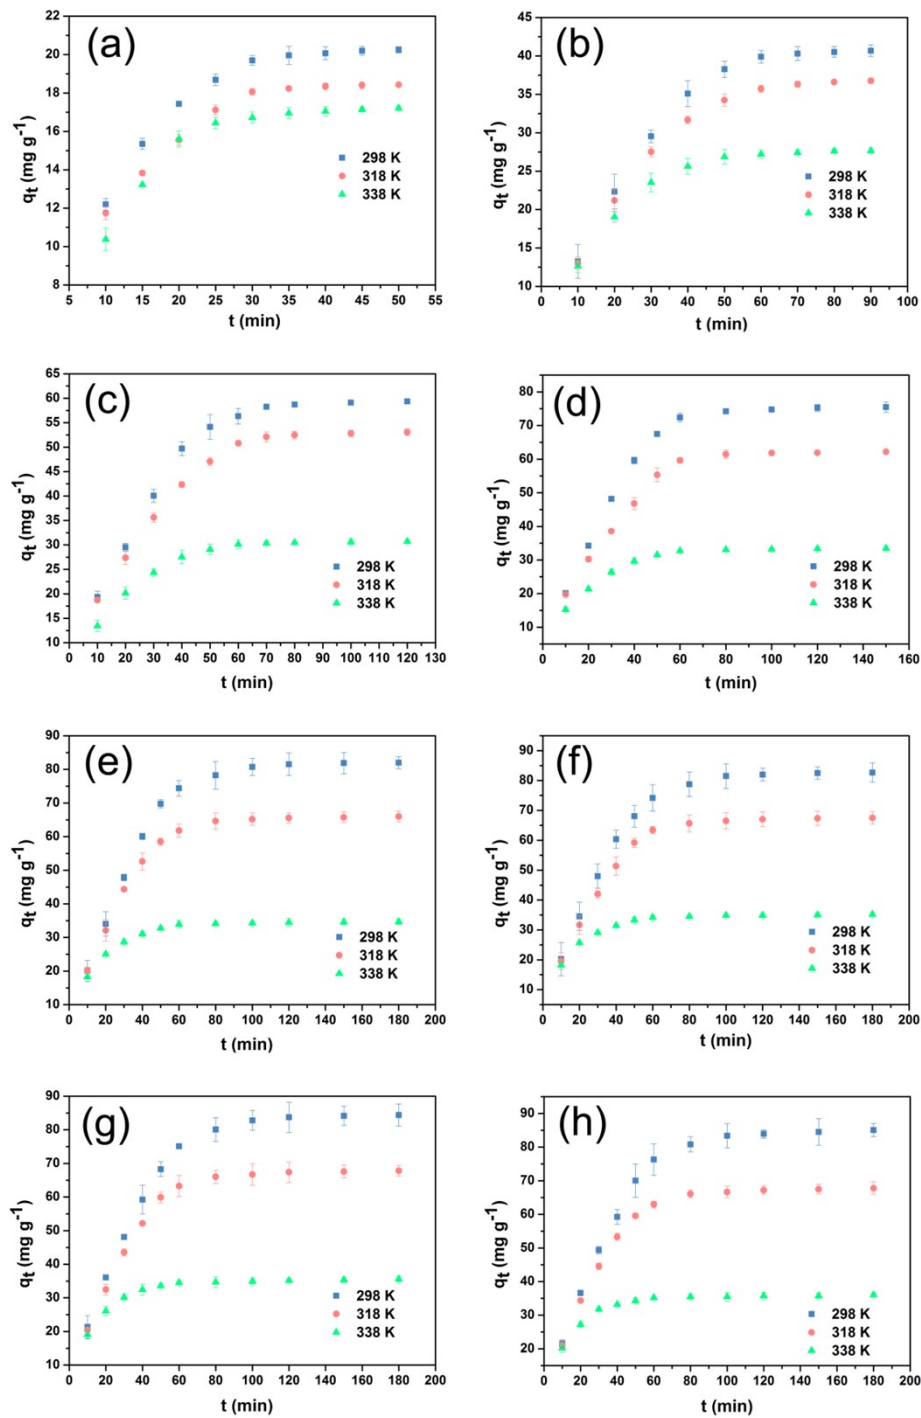 (a)
22
20
18
16
14
12
10
8
qt (mg g-1)
298 K
318 K
338 K
5 10 15 20 25 30 35 40 45 50 55
t (min)
(b)
45
40
35
30
25
20
15
10
qt (mg g-1)
298 K
318 K
338 K
0 10 20 30 40 50 60 70 80 90 100
t (min)
(c)
65
60
55
50
45
40
35
30
25
20
15
10
qt (mg g-1)
298 K
318 K
338 K
0 10 20 30 40 50 60 70 80 90 100 110 120 130
t (min)
(d)
80
70
60
50
40
30
20
10
qt (mg g-1)
298 K
318 K
338 K
0 20 40 60 80 100 120 140 160
t (min)
(e)
90
80
70
60
50
40
30
20
10
qt (mg g-1)
298 K
318 K
338 K
0 20 40 60 80 100 120 140 160 180 200
t (min)
(f)
90
80
70
60
50
40
30
20
10
qt (mg g-1)
298 K
318 K
338 K
0 20 40 60 80 100 120 140 160 180 200
t (min)
(g)
90
80
70
60
50
40
30
20
10
qt (mg g-1)
298 K
318 K
338 K
0 20 40 60 80 100 120 140 160 180 200
t (min)
(h)
90
80
70
60
50
40
30
20
qt (mg g-1)
298 K
318 K
338 K
0 20 40 60 80 100 120 140 160 180 200
t (min)